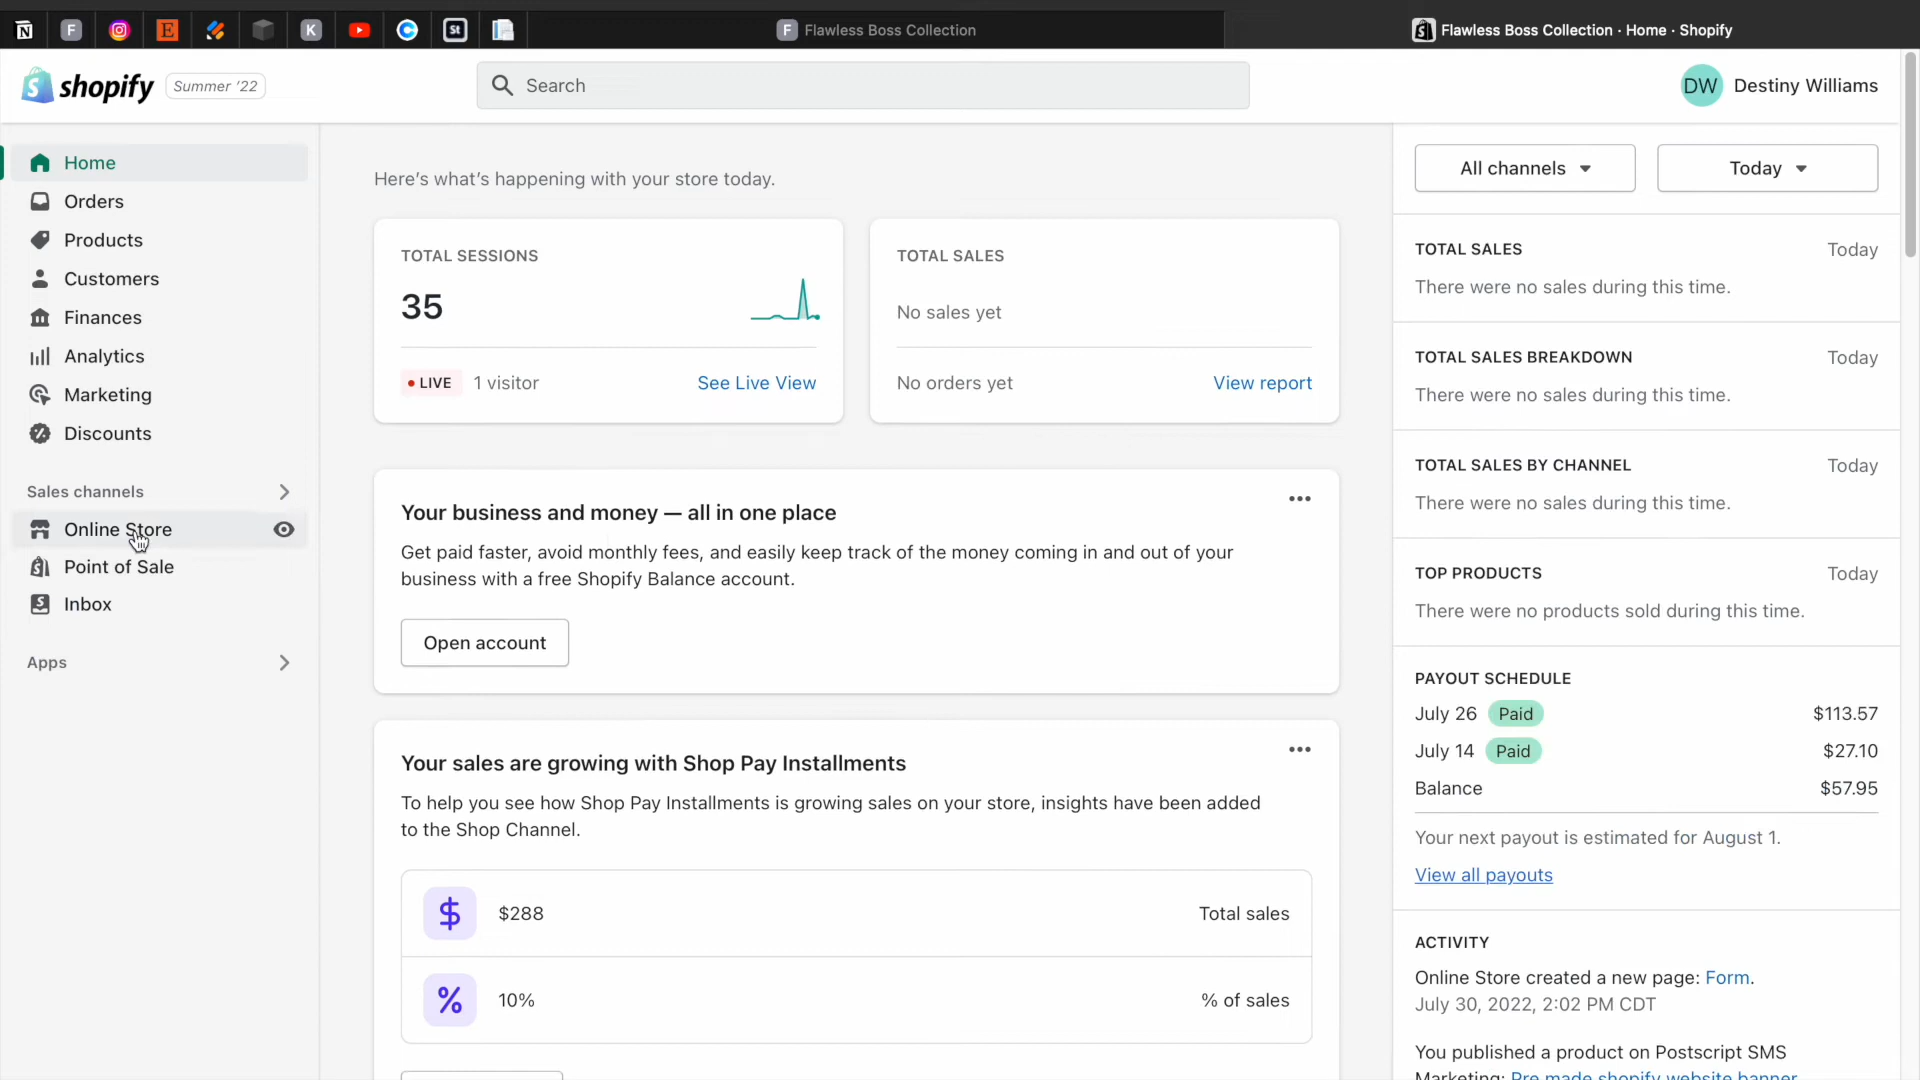 F
E
K
St
F Flawless Boss Collection
Flawless Boss Collection · Home · Shopify
shopify
Summer '22
Search
DW
Destiny Williams
Home
Orders
Products
Customers
Finances
Analytics
Marketing
Discounts
Sales channels
Online Store
Point of Sale
Inbox
Apps
Here's what's happening with your store today.
TOTAL SESSIONS
35
LIVE 1 visitor See Live View
TOTAL SALES
No sales yet
No orders yet View report
Your business and money — all in one place
Get paid faster, avoid monthly fees, and easily keep track of the money coming in and out of your
business with a free Shopify Balance account.
Open account
Your sales are growing with Shop Pay Installments
To help you see how Shop Pay Installments is growing sales on your store, insights have been added
to the Shop Channel.
$ $288 Total sales
% 10% % of sales
All channels
Today
TOTAL SALES Today
There were no sales during this time.
TOTAL SALES BREAKDOWN Today
There were no sales during this time.
TOTAL SALES BY CHANNEL Today
There were no sales during this time.
TOP PRODUCTS Today
There were no products sold during this time.
PAYOUT SCHEDULE
July 26 Paid $113.57
July 14 Paid $27.10
Balance $57.95
Your next payout is estimated for August 1.
View all payouts
ACTIVITY
Online Store created a new page: Form.
July 30, 2022, 2:02 PM CDT
You published a product on Postscript SMS
Marketing: Pre made shopify website banner